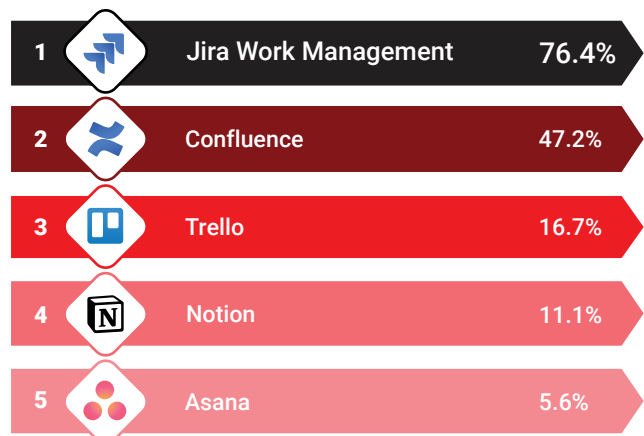 1 Jira Work Management 76.4%
2 Confluence 47.2%
3 Trello 16.7%
4 N Notion 11.1%
5 Asana 5.6%